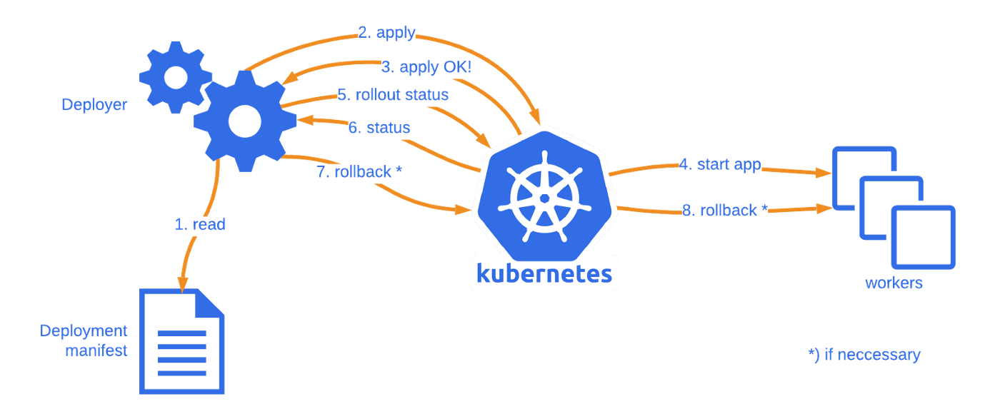 2. apply
3. apply OK!
Deployer
5. rollout status
6. status
7. rollback *
4. start app
8. rollback *
1. read
kubernetes
workers
Deployment
manifest
*) if neccessary